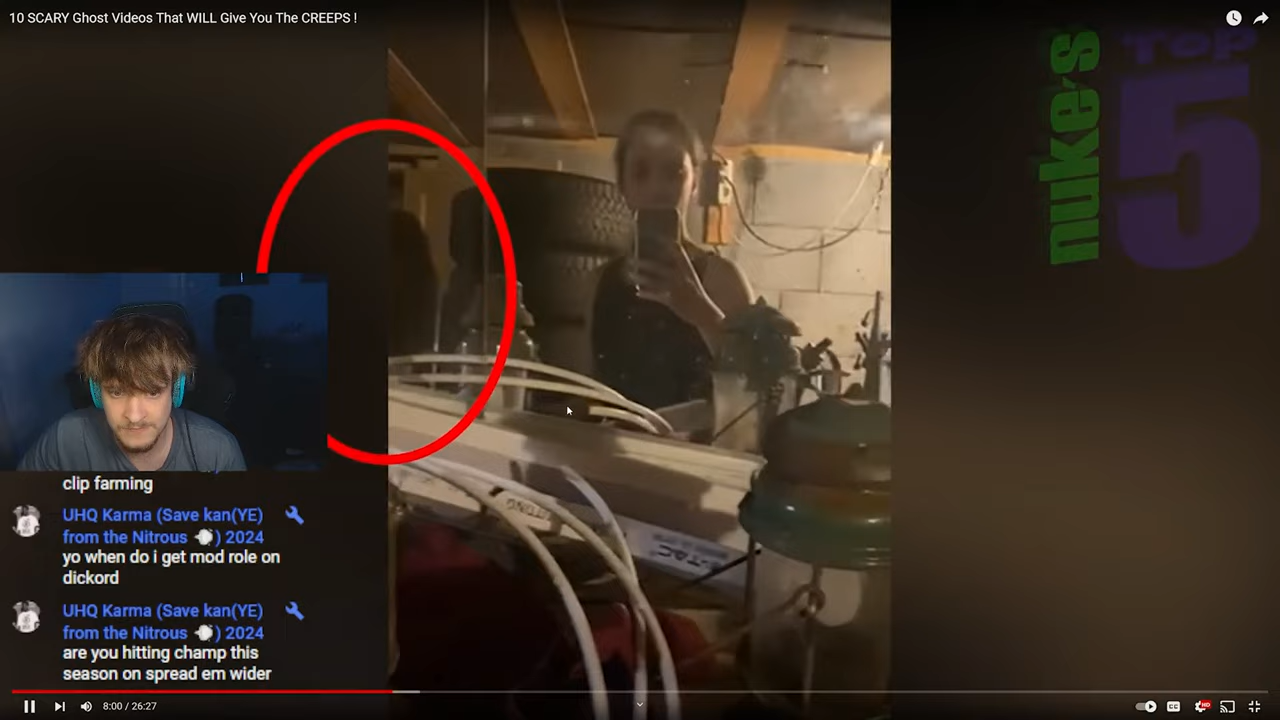 10 SCARY Ghost Videos That WILL Give You The CREEPS !
nuke's
Top
5
clip farming
UHQ Karma (Save kan(YE)
from the Nitrous ) 2024
yo when do i get mod role on
dickord
UHQ Karma (Save kan(YE)
from the Nitrous ) 2024
are you hitting champ this
season on spread em wider
8:00 / 26:27
CC
HD